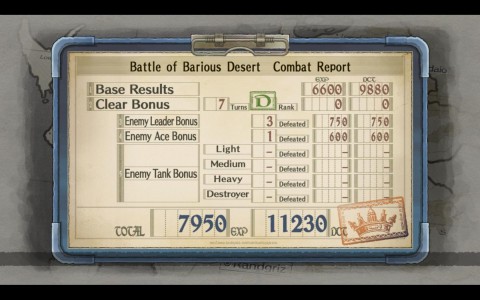 Battle of Barious Desert Combat Report
EXP DCT
Base Results 6600 9880
Clear Bonus 7 Turns D Rank 0 0
Enemy Leader Bonus 3 Defeated 750 750
Enemy Ace Bonus 1 Defeated 600 600
Enemy Tank Bonus
Light – Defeated – –
Medium – Defeated – –
Heavy – Defeated – –
Destroyer – Defeated – –
TOTAL 7950 EXP 11230 DCT